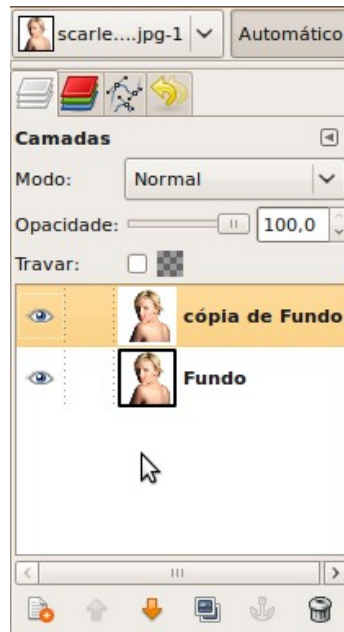 scarle....jpg-1 Automático
Camadas
Modo: Normal
Opacidade: 100,0
Travar:
cópia de Fundo
Fundo